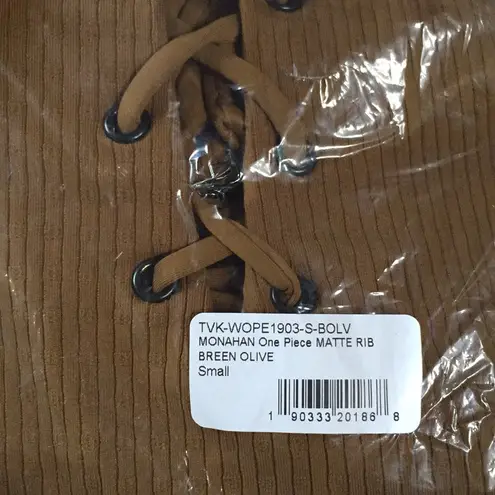 TVK-WOPE1903-S-BOLV
MONAHAN One Piece MATTE RIB
BREEN OLIVE
Small
1 90333 20186 8